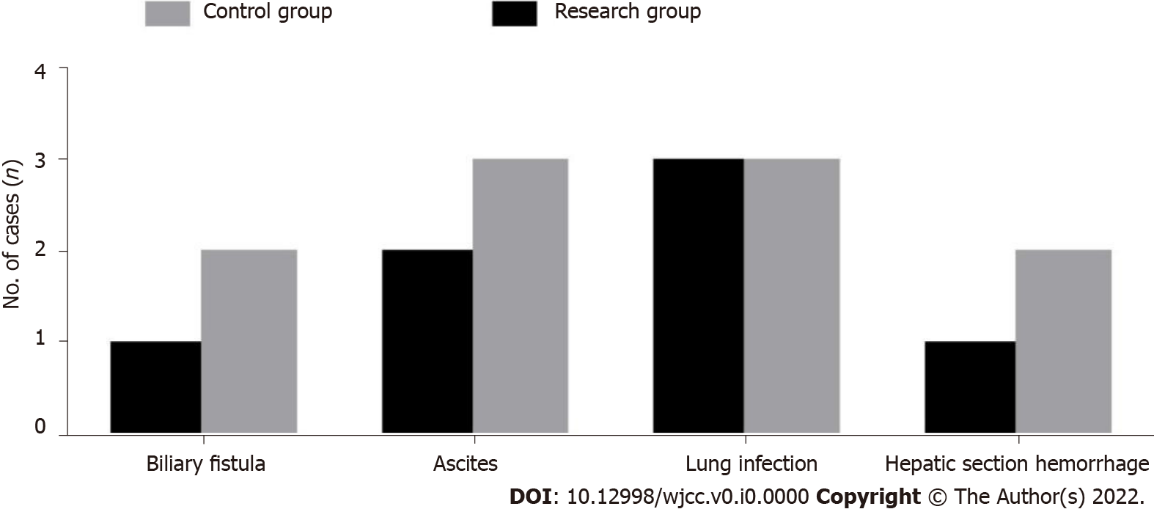 Control group Research group
4
3
2
1
0
No. of cases (n)
Biliary fistula Ascites Lung infection Hepatic section hemorrhage
DOI: 10.12998/wjcc.v0.i0.0000 Copyright © The Author(s) 2022.